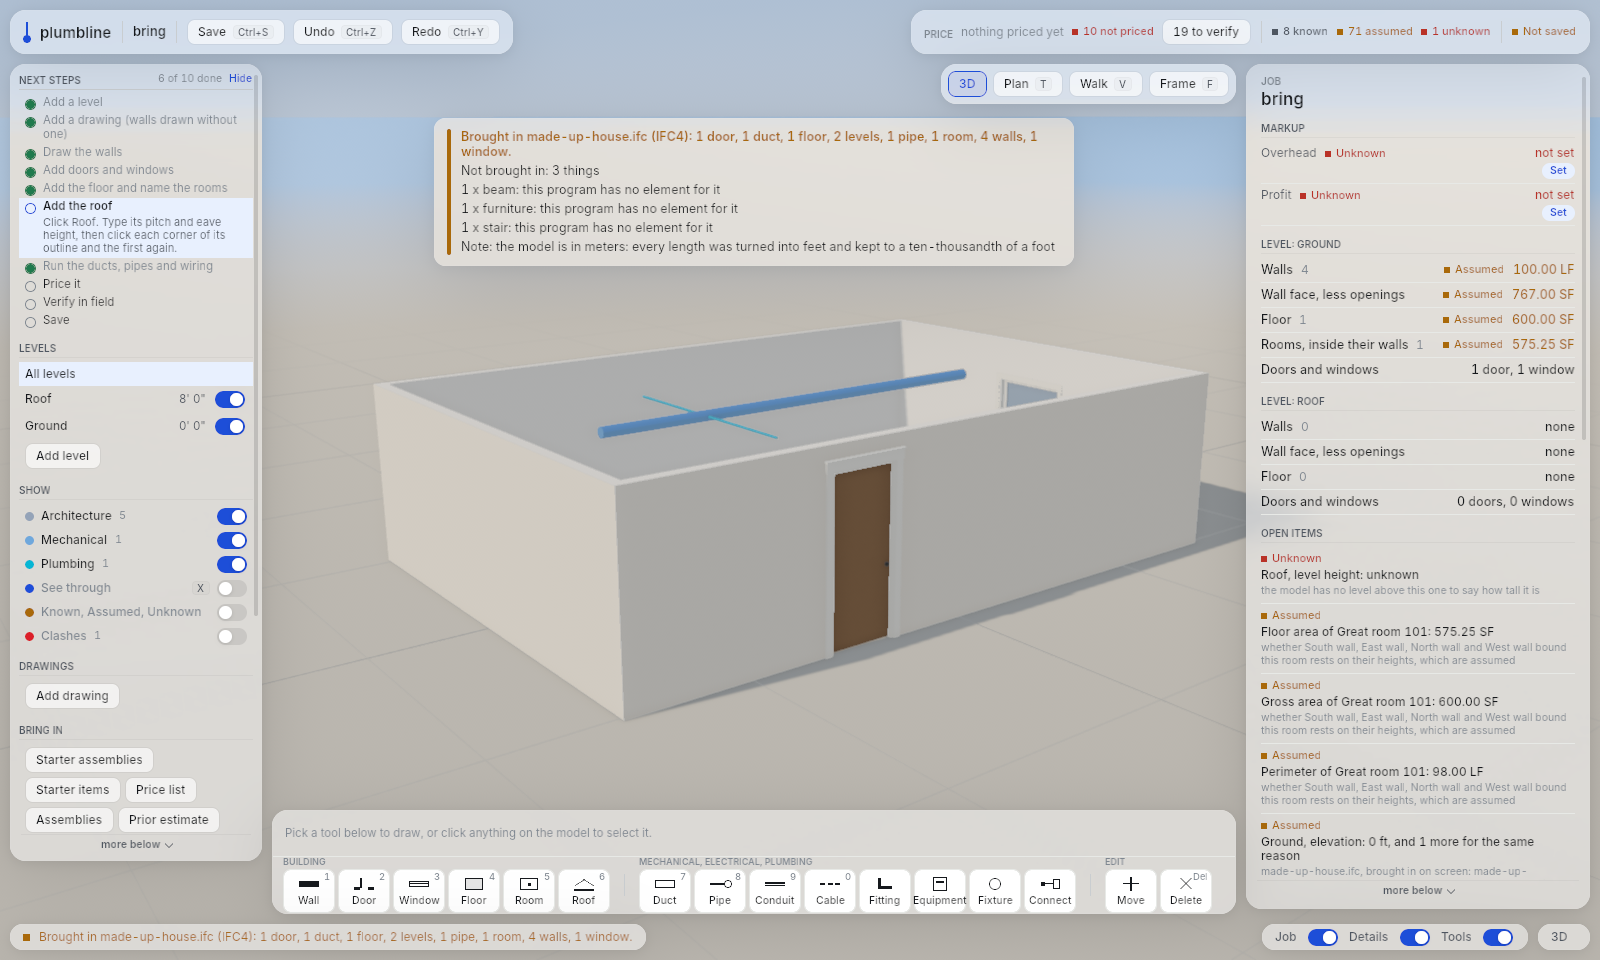 plumbline
bring
Save Ctrl+S
Undo Ctrl+Z
Redo Ctrl+Y
PRICE nothing priced yet 10 not priced 19 to verify 8 known 71 assumed 1 unknown Not saved
3D
Plan T
Walk V
Frame F
NEXT STEPS 6 of 10 done Hide
Add a level
Add a drawing (walls drawn without
one)
Draw the walls
Add doors and windows
Add the floor and name the rooms
Add the roof
Click Roof. Type its pitch and eave
height, then click each corner of its
outline and the first again.
Run the ducts, pipes and wiring
Price it
Verify in field
Save
LEVELS
All levels
Roof 8' 0"
Ground 0' 0"
Add level
SHOW
Architecture 5
Mechanical 1
Plumbing 1
See through X
Known, Assumed, Unknown
Clashes 1
DRAWINGS
Add drawing
BRING IN
Starter assemblies
Starter items Price list
Assemblies Prior estimate
more below
Brought in made-up-house.ifc (IFC4): 1 door, 1 duct, 1 floor, 2 levels, 1 pipe, 1 room, 4 walls, 1
window.
Not brought in: 3 things
1 x beam: this program has no element for it
1 x furniture: this program has no element for it
1 x stair: this program has no element for it
Note: the model is in meters: every length was turned into feet and kept to a ten-thousandth of a foot
JOB
bring
MARKUP
Overhead Unknown not set
Set
Profit Unknown not set
Set
LEVEL: GROUND
Walls 4 Assumed 100.00 LF
Wall face, less openings Assumed 767.00 SF
Floor 1 Assumed 600.00 SF
Rooms, inside their walls 1 Assumed 575.25 SF
Doors and windows 1 door, 1 window
LEVEL: ROOF
Walls 0 none
Wall face, less openings none
Floor 0 none
Doors and windows 0 doors, 0 windows
OPEN ITEMS
Unknown
Roof, level height: unknown
the model has no level above this one to say how tall it is
Assumed
Floor area of Great room 101: 575.25 SF
whether South wall, East wall, North wall and West wall bound
this room rests on their heights, which are assumed
Assumed
Gross area of Great room 101: 600.00 SF
whether South wall, East wall, North wall and West wall bound
this room rests on their heights, which are assumed
Assumed
Perimeter of Great room 101: 98.00 LF
whether South wall, East wall, North wall and West wall bound
this room rests on their heights, which are assumed
Assumed
Ground, elevation: 0 ft, and 1 more for the same
reason
made-up-house.ifc, brought in on screen: made-up-
more below
Pick a tool below to draw, or click anything on the model to select it.
BUILDING
Wall 1
Door 2
Window 3
Floor 4
Room 5
Roof 6
MECHANICAL, ELECTRICAL, PLUMBING
Duct 7
Pipe 8
Conduit 9
Cable 0
Fitting
Equipment
Fixture
Connect
EDIT
Move
Delete Del
Brought in made-up-house.ifc (IFC4): 1 door, 1 duct, 1 floor, 2 levels, 1 pipe, 1 room, 4 walls, 1 window.
Job Details Tools 3D